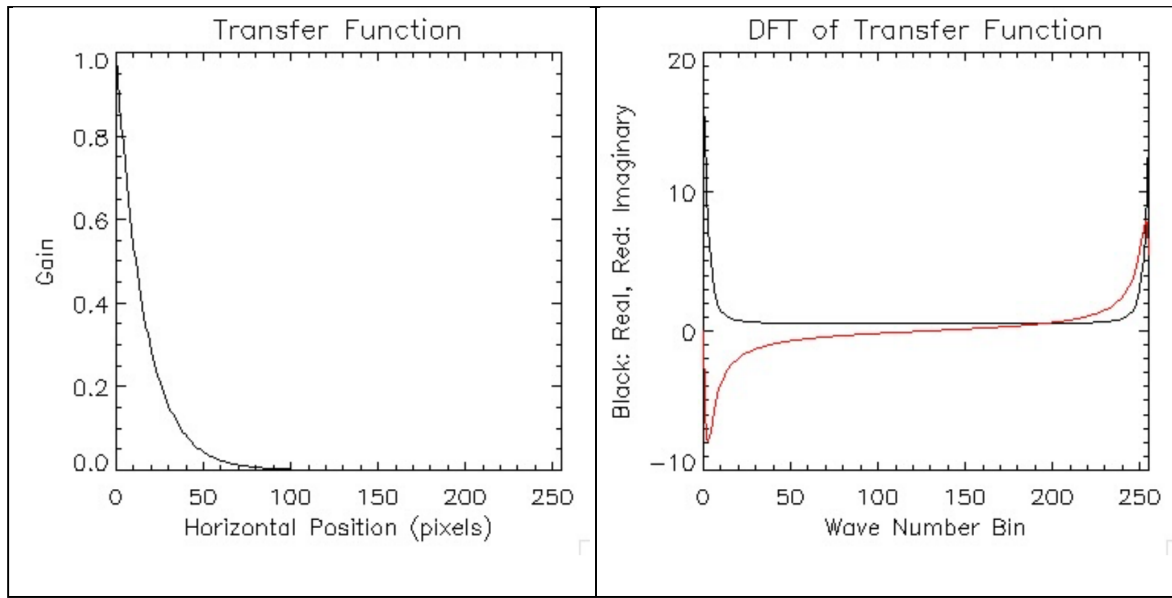 Transfer Function
1.0
0.8
0.6
0.4
0.2
0.0
Gain
0 50 100 150 200 250
Horizontal Position (pixels)
DFT of Transfer Function
20
10
0
-10
Black: Real, Red: Imaginary
0 50 100 150 200 250
Wave Number Bin